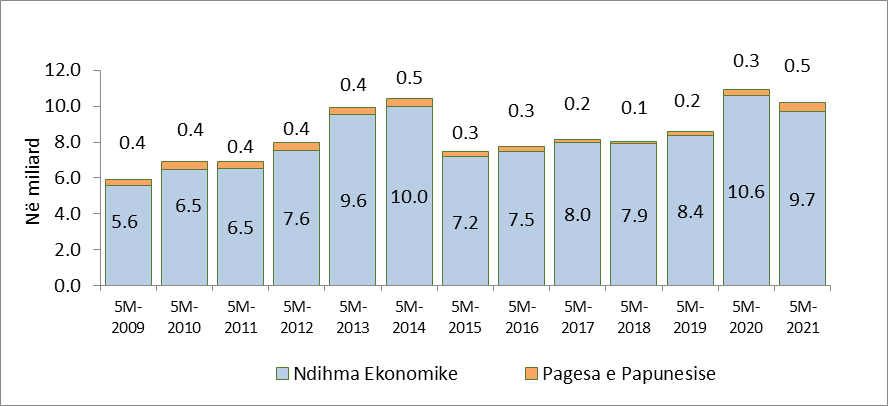 Në miliard
12.0
10.0
8.0
6.0
4.0
2.0
0.0
0.4 0.4 0.4 0.4 0.4 0.5 0.3 0.3 0.2 0.1 0.2 0.3 0.5
5.6 6.5 6.5 7.6 9.6 10.0 7.2 7.5 8.0 7.9 8.4 10.6 9.7
5M- 5M- 5M- 5M- 5M- 5M- 5M- 5M- 5M- 5M- 5M- 5M- 5M-
2009 2010 2011 2012 2013 2014 2015 2016 2017 2018 2019 2020 2021
Ndihma Ekonomike Pagesa e Papunesise